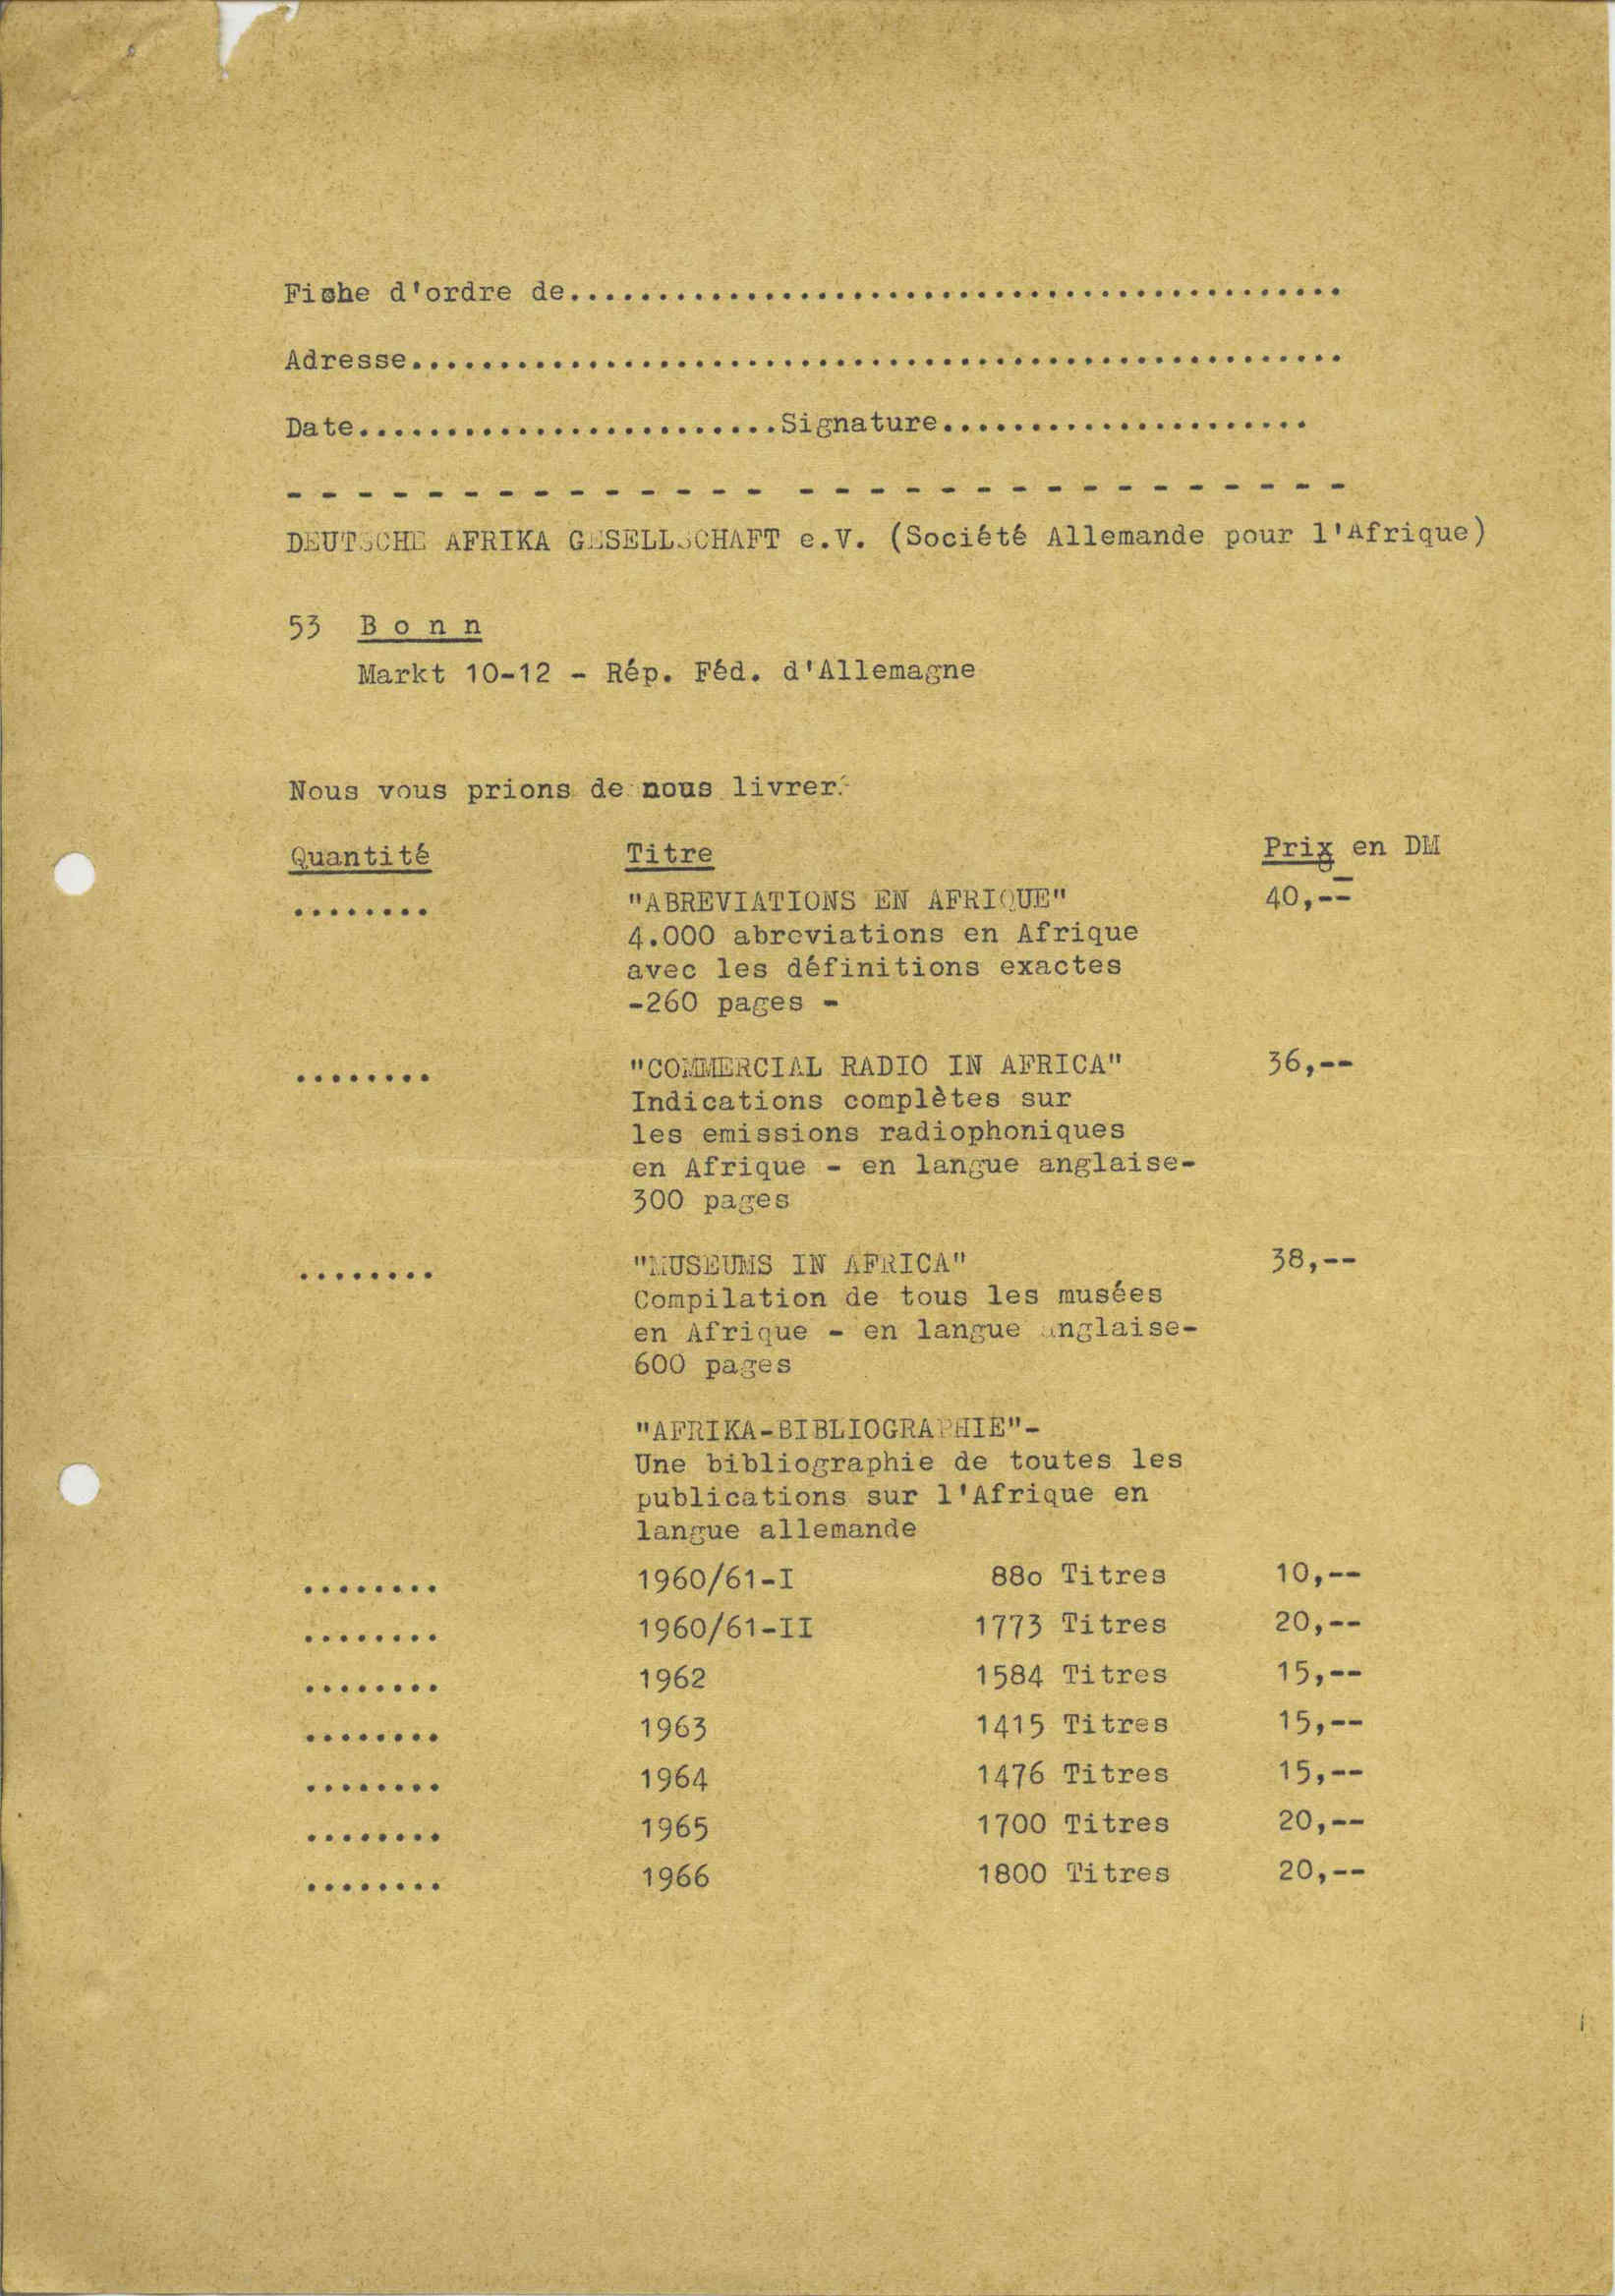 Fiche d'ordre de............................................
Adresse.....................................................
Date........................Signature.....................
- - - - - - - - - - - - - - - - - - - - - - - - - - - - - -
DEUTSCHE AFRIKA GESELLSCHAFT e.V. (Société Allemande pour l'Afrique)
53 B o n n
Markt 10-12 - Rép. Féd. d'Allemagne
Nous vous prions de nous livrer:
Quantité Titre Prix en DM
........ "ABREVIATIONS EN AFRIQUE" 40,--
4.000 abreviations en Afrique
avec les définitions exactes
-260 pages -
........ "COMMERCIAL RADIO IN AFRICA" 36,--
Indications complètes sur
les emissions radiophoniques
en Afrique - en langue anglaise-
300 pages
........ "MUSEUMS IN AFRICA" 38,--
Compilation de tous les musées
en Afrique - en langue anglaise-
600 pages
"AFRIKA-BIBLIOGRAPHIE"-
Une bibliographie de toutes les
publications sur l'Afrique en
langue allemande
........ 1960/61-I 88o Titres 10,--
........ 1960/61-II 1773 Titres 20,--
........ 1962 1584 Titres 15,--
........ 1963 1415 Titres 15,--
........ 1964 1476 Titres 15,--
........ 1965 1700 Titres 20,--
........ 1966 1800 Titres 20,--